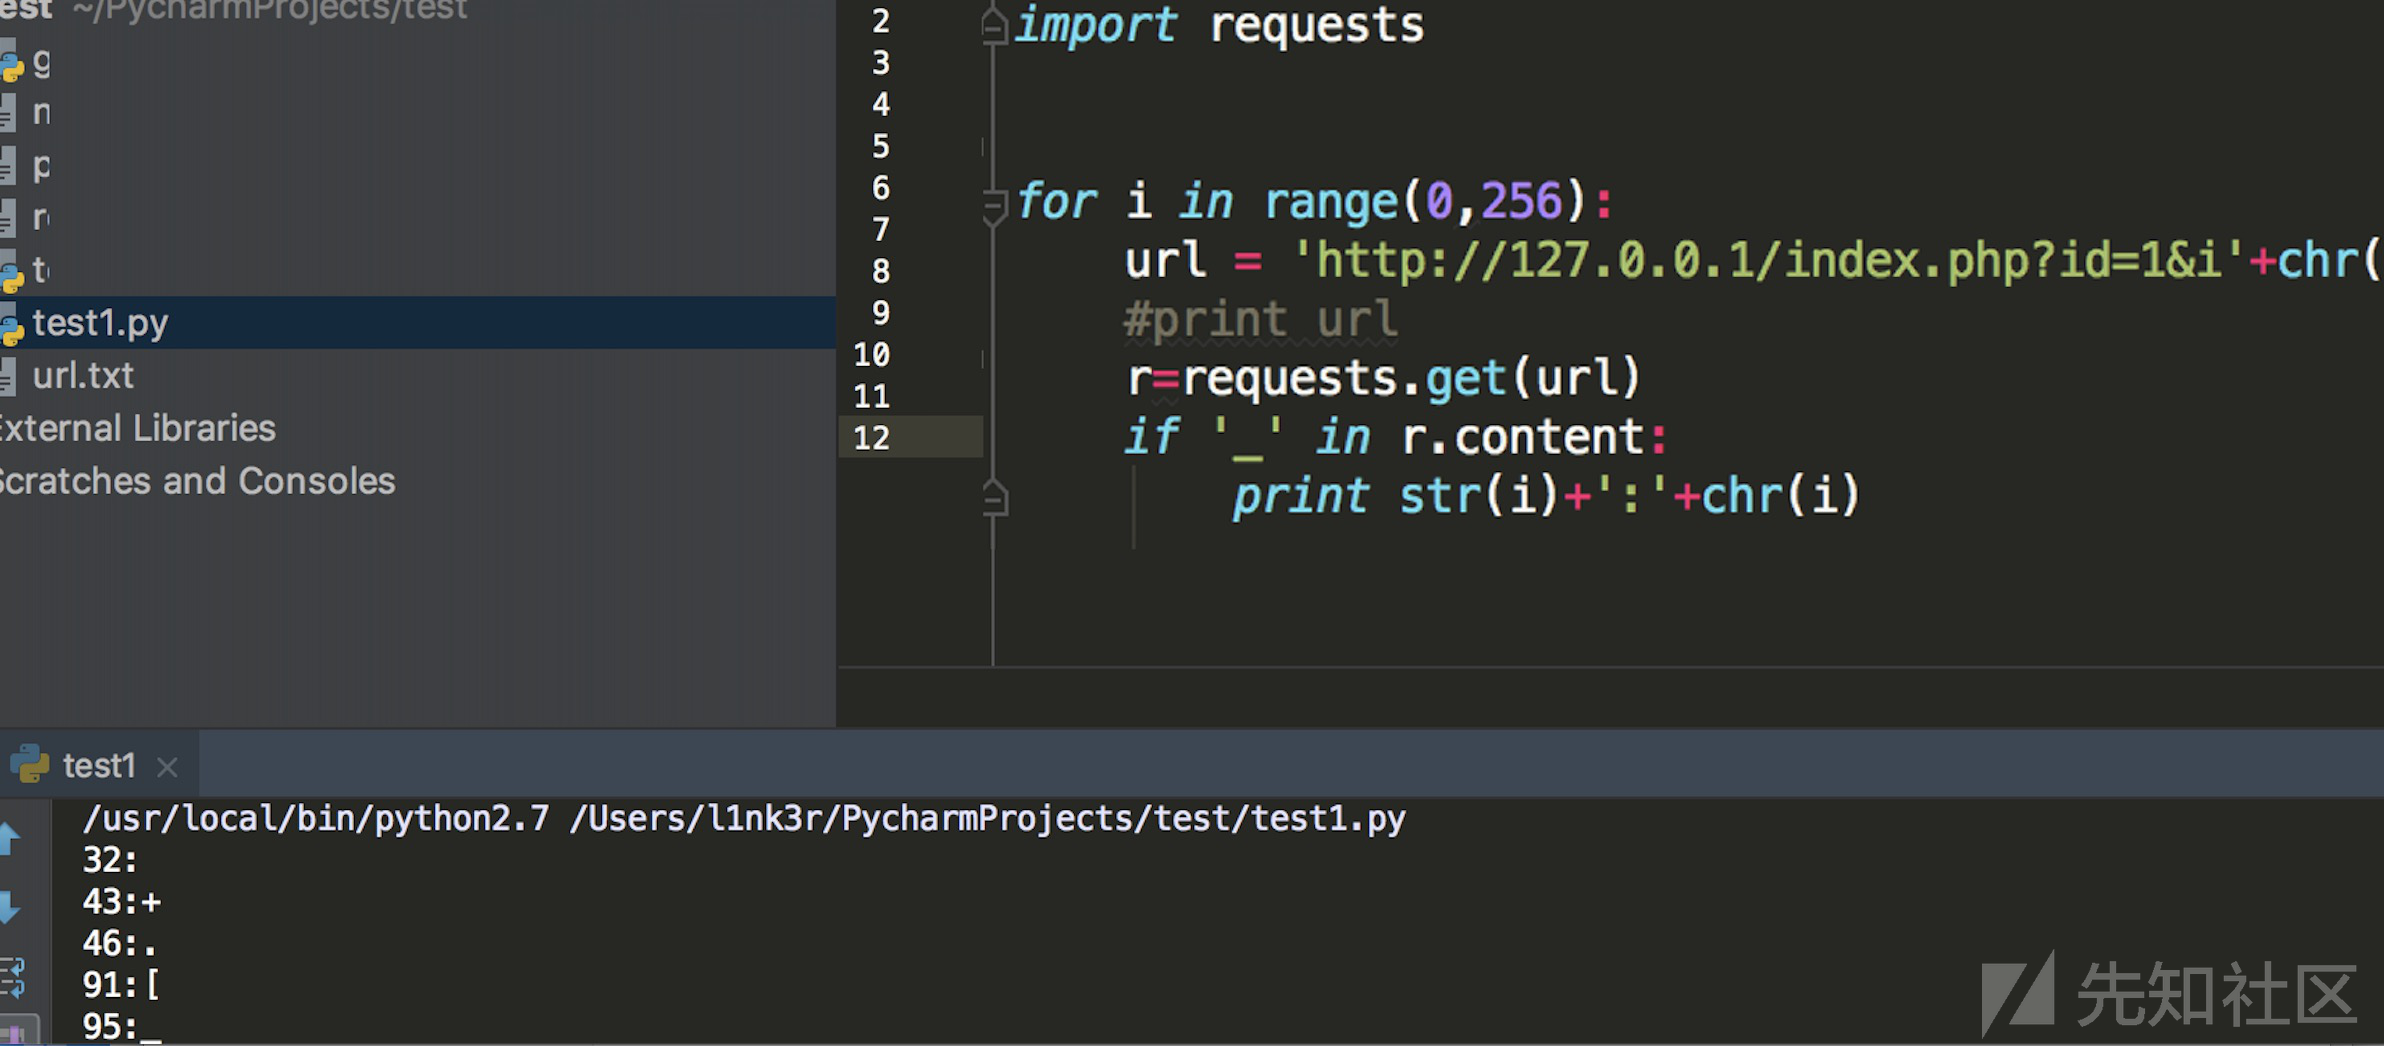 est ~/PycharmProjects/test
g
n
p
r
t
test1.py
url.txt
External Libraries
Scratches and Consoles
2
3
4
5
6
7
8
9
10
11
12
import requests
for i in range(0,256):
url = 'http://127.0.0.1/index.php?id=1&i'+chr(
#print url
r=requests.get(url)
if '_' in r.content:
print str(i)+':'+chr(i)
test1
/usr/local/bin/python2.7 /Users/l1nk3r/PycharmProjects/test/test1.py
32:
43:+
46:.
91:[
95:_
先知社区